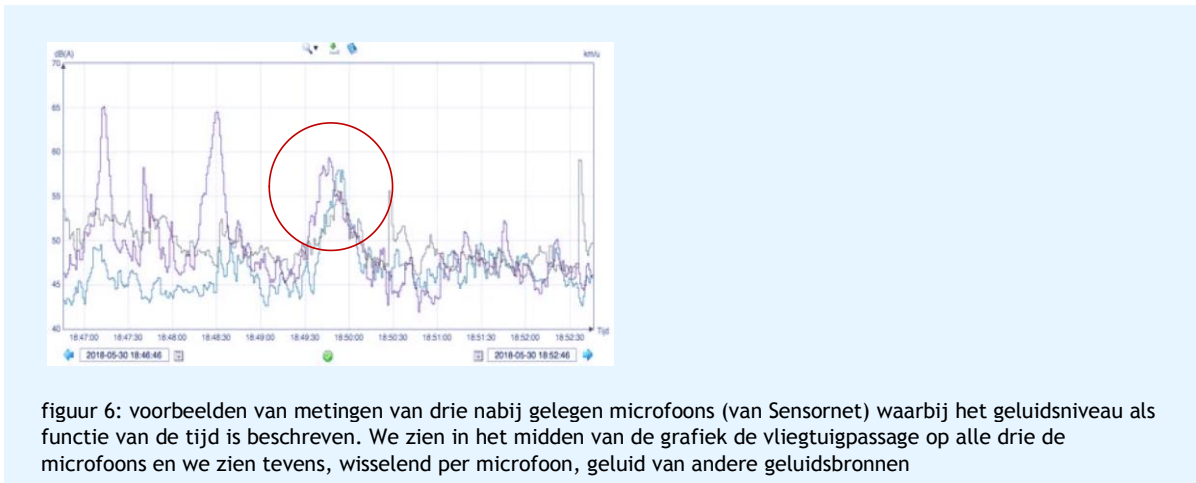 dB(A)
km/u
70
65
60
55
50
45
40
18:47:00 18:47:30 18:48:00 18:48:30 18:49:00 18:49:30 18:50:00 18:50:30 18:51:00 18:51:30 18:52:00 18:52:30
Tijd
2018-05-30 18:46:46
2018-05-30 18:52:46
figuur 6: voorbeelden van metingen van drie nabij gelegen microfoons (van Sensornet) waarbij het geluidsniveau als
functie van de tijd is beschreven. We zien in het midden van de grafiek de vliegtuigpassage op alle drie de
microfoons en we zien tevens, wisselend per microfoon, geluid van andere geluidsbronnen